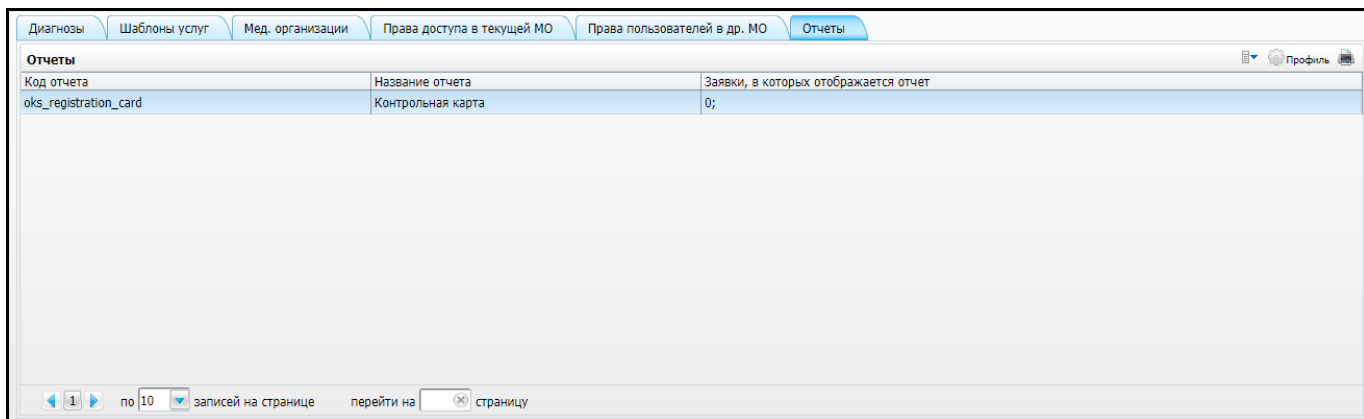 Диагнозы Шаблоны услуг Мед. организации Права доступа в текущей МО Права пользователей в др. МО Отчеты
Отчеты Профиль
Код отчета Название отчета Заявки, в которых отображается отчет
oks_registration_card Контрольная карта 0;
1 по 10 записей на странице перейти на страницу